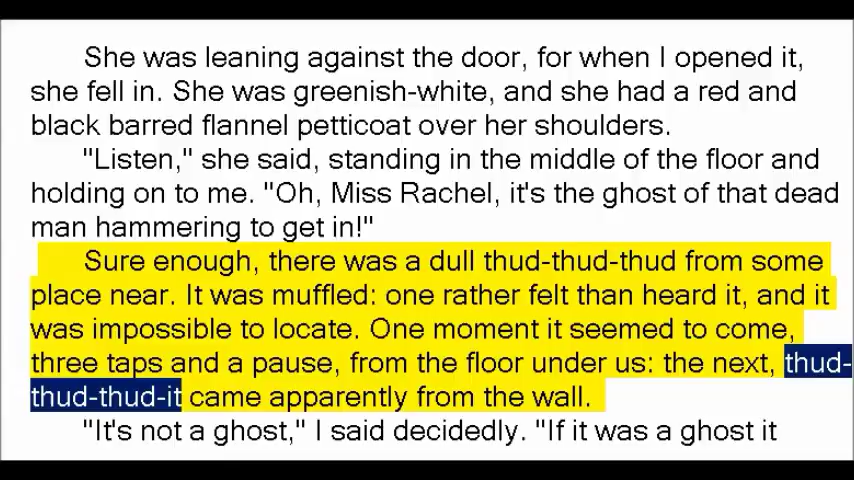 She was leaning against the door, for when I opened it,
she fell in. She was greenish-white, and she had a red and
black barred flannel petticoat over her shoulders.
"Listen," she said, standing in the middle of the floor and
holding on to me. "Oh, Miss Rachel, it's the ghost of that dead
man hammering to get in!"
Sure enough, there was a dull thud-thud-thud from some
place near. It was muffled: one rather felt than heard it, and it
was impossible to locate. One moment it seemed to come,
three taps and a pause, from the floor under us: the next, thud-
thud-thud-it came apparently from the wall.
"It's not a ghost," I said decidedly. "If it was a ghost it